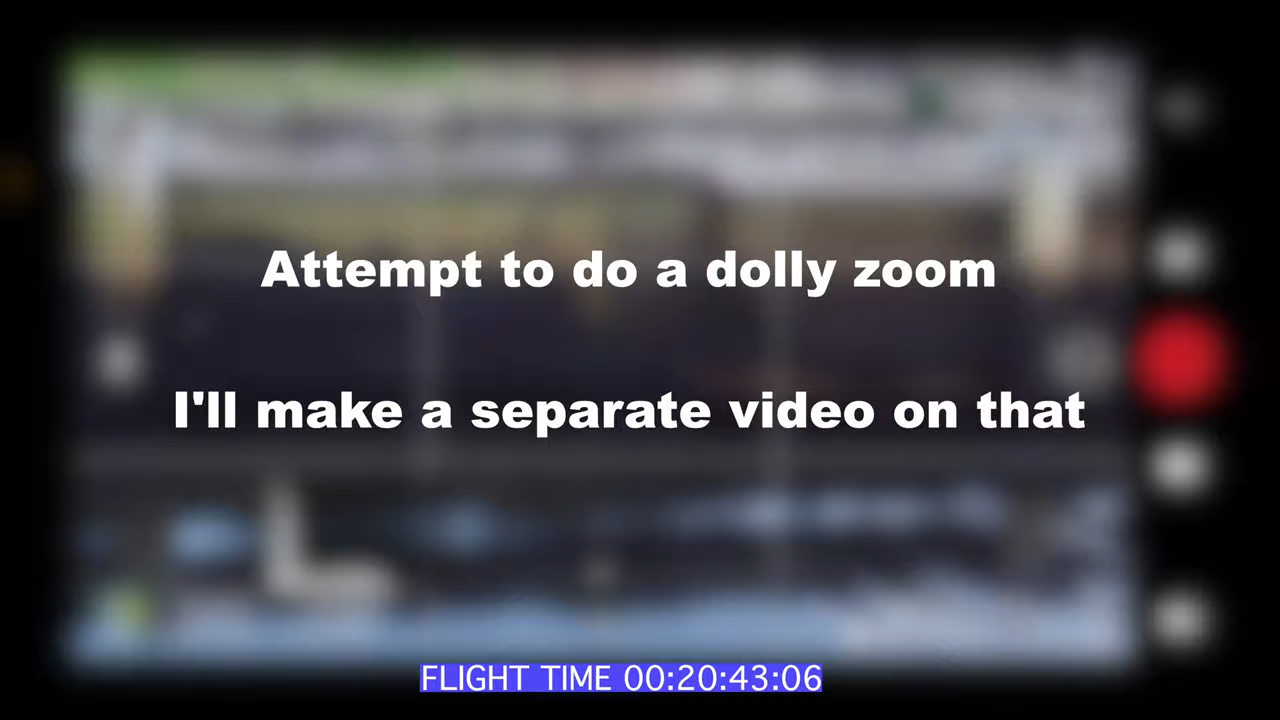 Attempt to do a dolly zoom
I'll make a separate video on that
FLIGHT TIME 00:20:43:06